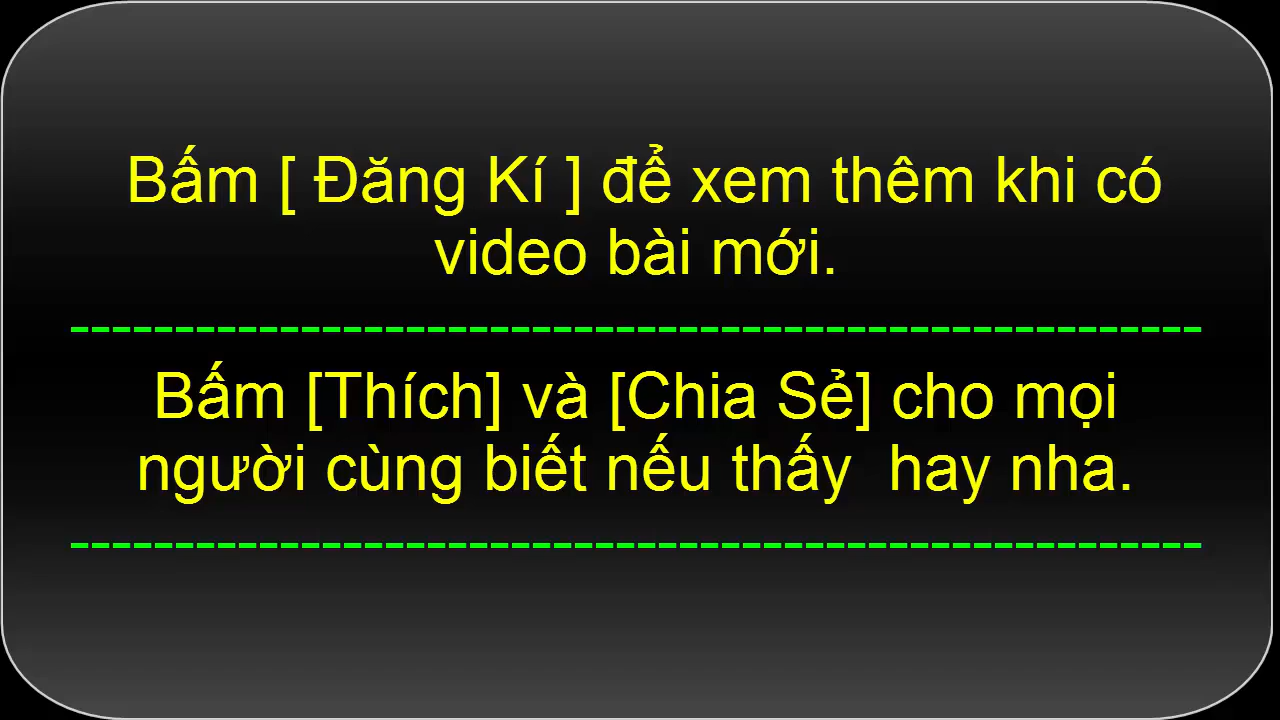 Bấm [ Đăng Kí ] để xem thêm khi có
video bài mới.
------------------------------------------------------
Bấm [Thích] và [Chia Sẻ] cho mọi
người cùng biết nếu thấy  hay nha.
------------------------------------------------------